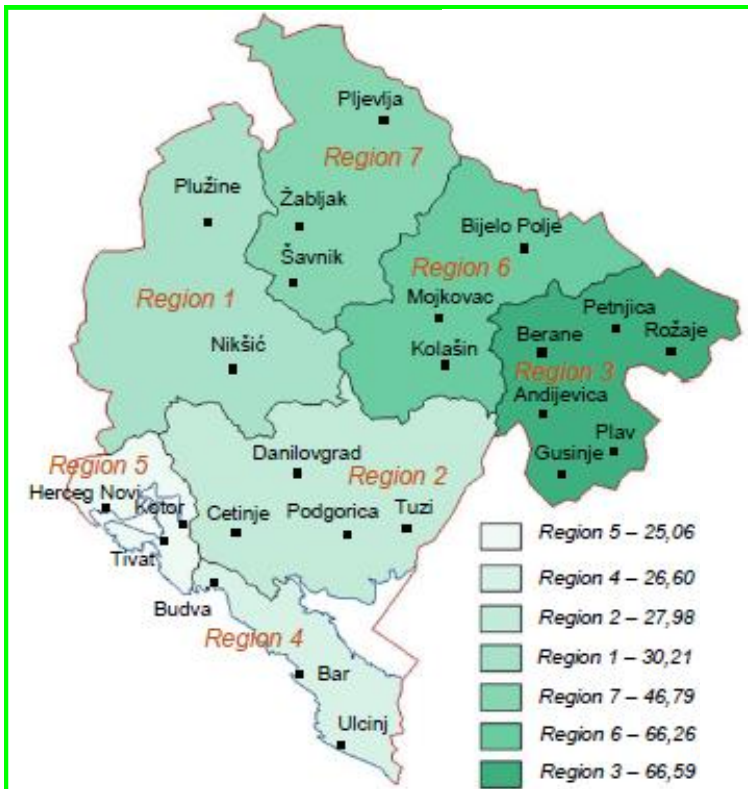 Pljevlja
Region 7
Plužine
Žabljak
Bijelo Polje
Šavnik
Region 6
Region 1
Mojkovac
Petnjica
Berane
Rožaje
Nikšić
Kolašin
Region 3
Andijevica
Plav
Danilovgrad
Gusinje
Region 5
Region 2
Herceg Novi
Kotor
Cetinje
Podgorica
Tuzi
Tivat
Budva
Region 4
Bar
Ulcinj
Region 5 – 25,06
Region 4 – 26,60
Region 2 – 27,98
Region 1 – 30,21
Region 7 – 46,79
Region 6 – 66,26
Region 3 – 66,59